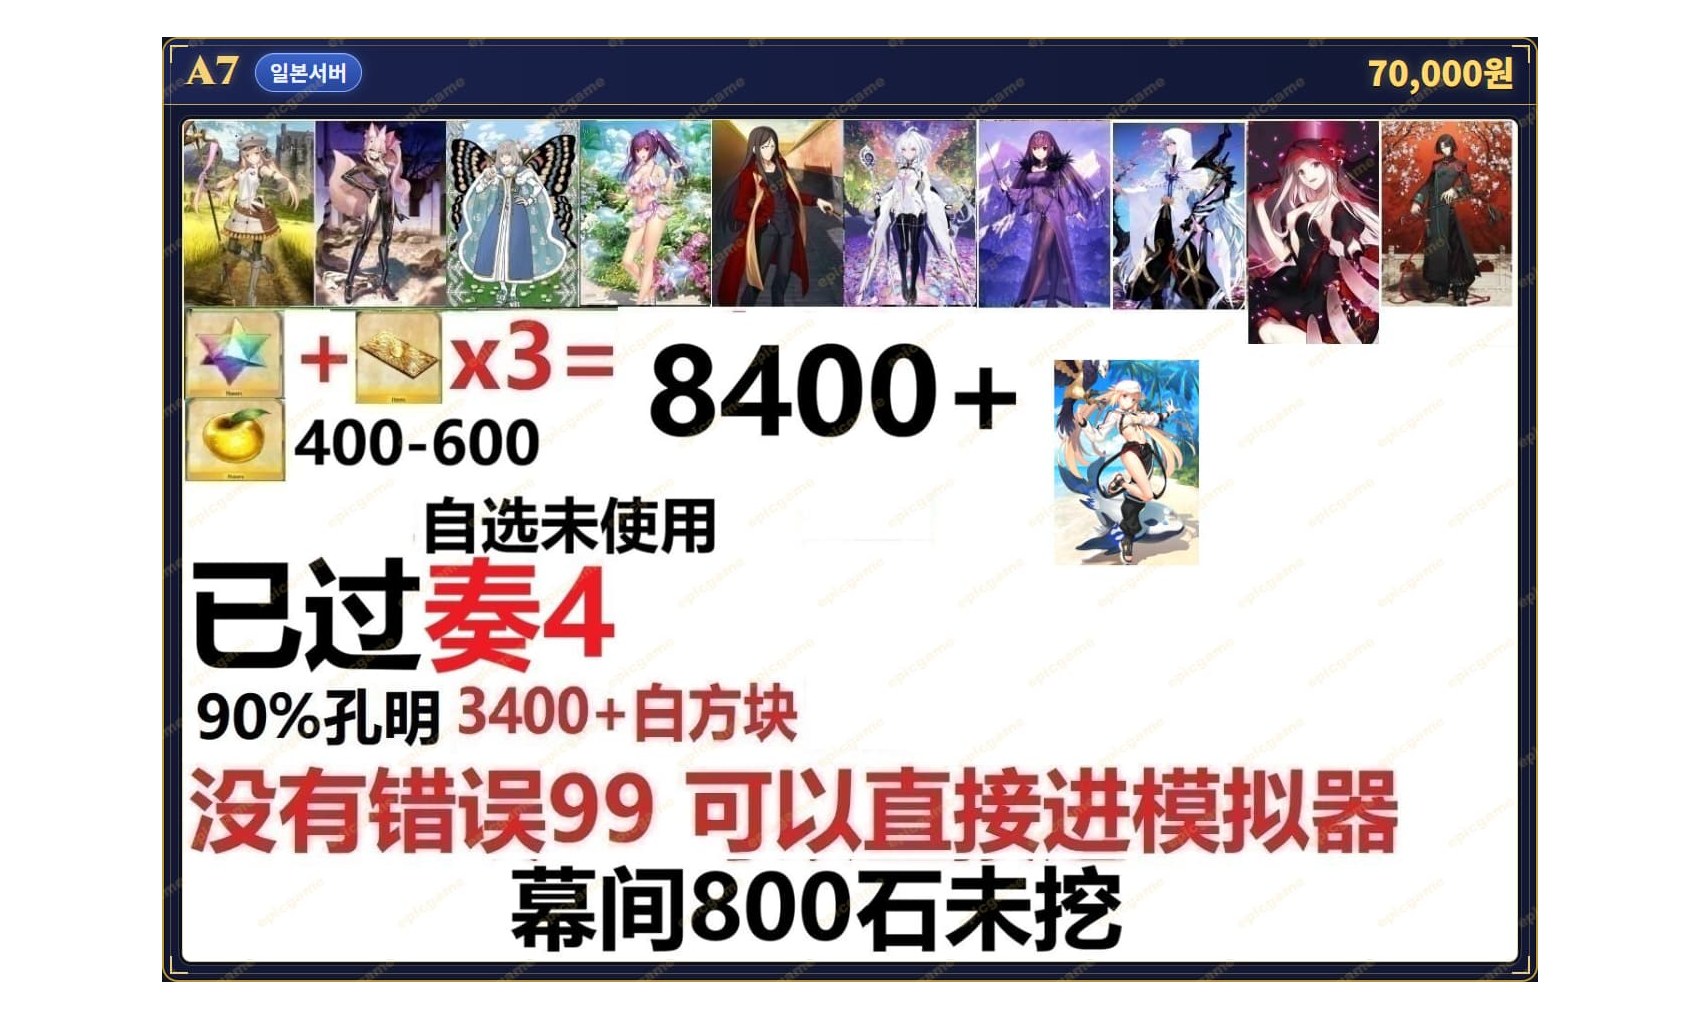 A7 일본서버 70,000원
+ x3= 8400+
400-600
自选未使用
已过奏4
90%孔明 3400+白方块
没有错误99 可以直接进模拟器
幕间800石未挖
epicgame